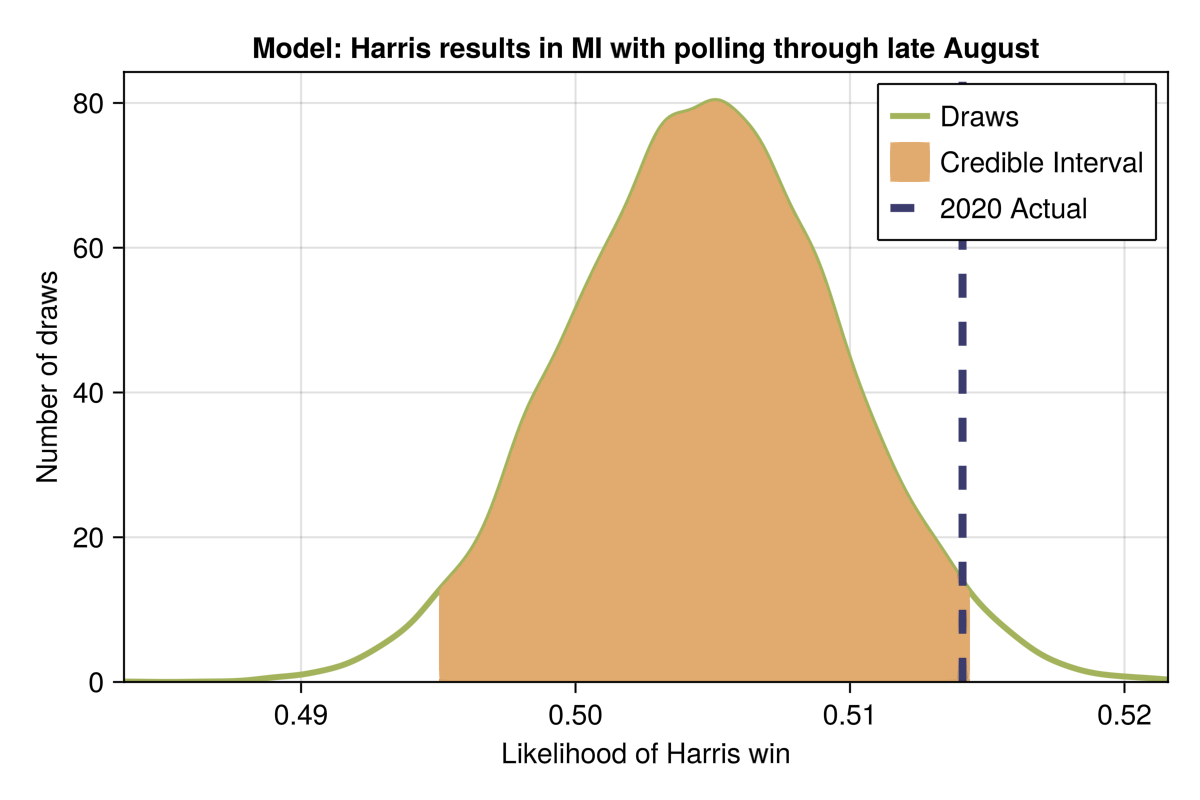 Model: Harris results in MI with polling through late August
Number of draws
80
60
40
20
0
Draws
Credible Interval
2020 Actual
0.49
0.50
0.51
0.52
Likelihood of Harris win